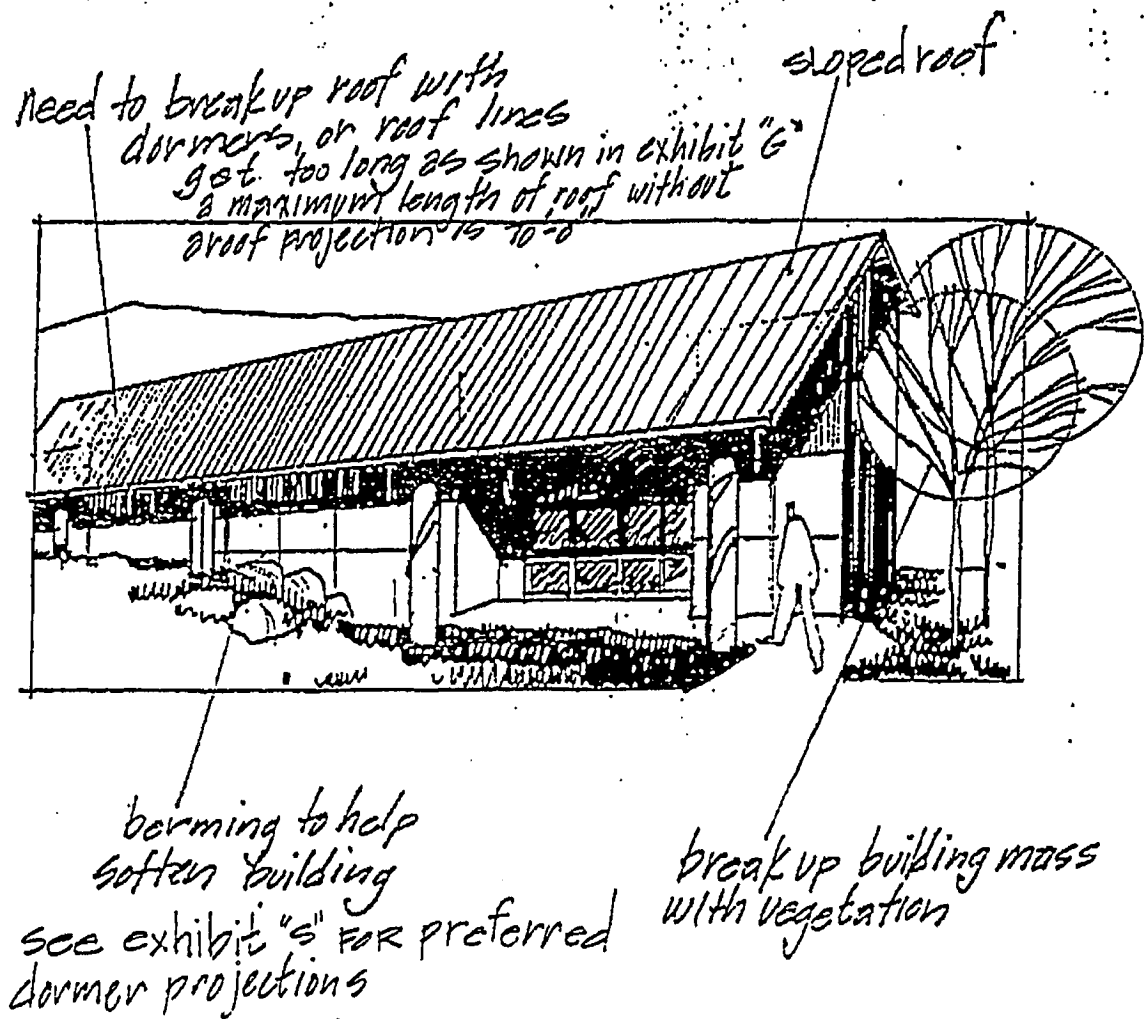 sloped roof
need to break up roof with
dormers, or roof lines
get too long as shown in exhibit "G"
a maximum length of roof without
a roof projection is
berming to help
soften building
see exhibit "S" FOR preferred
dormer projections
break up building mass
with vegetation